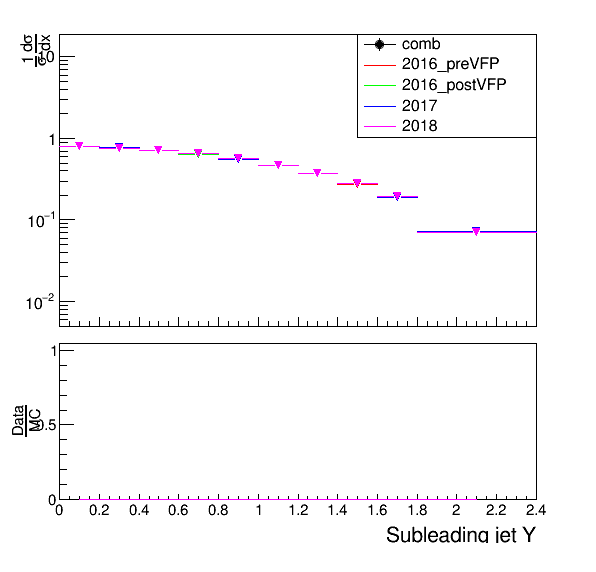 1 dσ
σ dx
10
1
10⁻¹
10⁻²
comb
2016_preVFP
2016_postVFP
2017
2018
Data
MC
1
0.5
0
0 0.2 0.4 0.6 0.8 1 1.2 1.4 1.6 1.8 2 2.2 2.4
Subleading jet Y